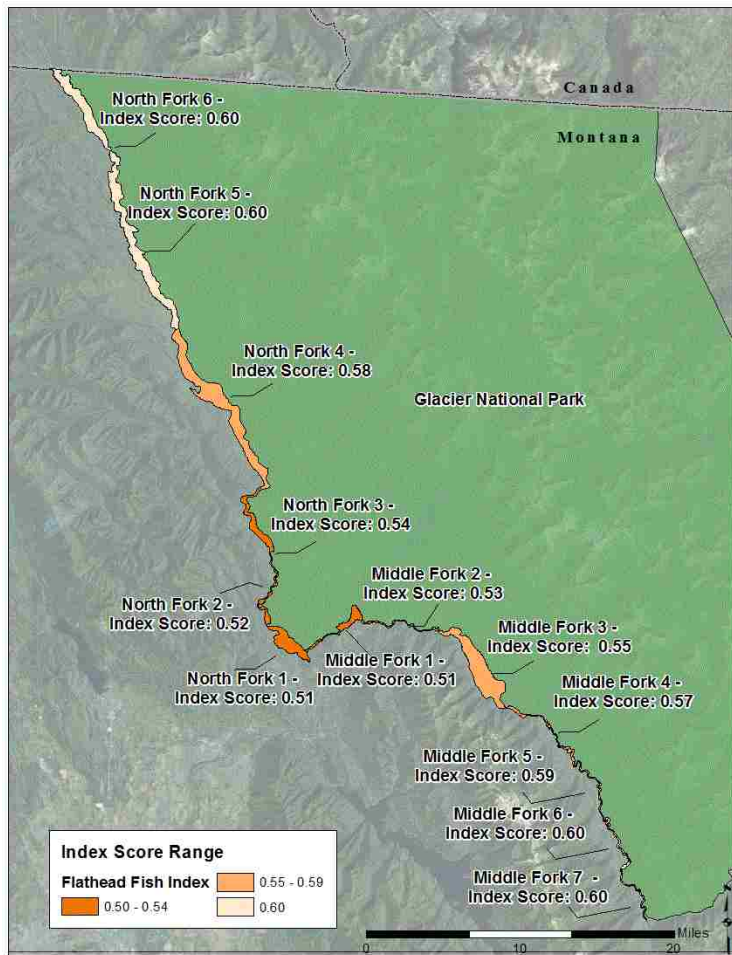 Canada
Montana
North Fork 6 -
Index Score: 0.60
North Fork 5 -
Index Score: 0.60
North Fork 4 -
Index Score: 0.58
Glacier National Park
North Fork 3 -
Index Score: 0.54
North Fork 2 -
Index Score: 0.52
North Fork 1 -
Index Score: 0.51
Middle Fork 2 -
Index Score: 0.53
Middle Fork 1 -
Index Score: 0.51
Middle Fork 3 -
Index Score: 0.55
Middle Fork 4 -
Index Score: 0.57
Middle Fork 5 -
Index Score: 0.59
Middle Fork 6 -
Index Score: 0.60
Middle Fork 7 -
Index Score: 0.60
Index Score Range
Flathead Fish Index
0.50 - 0.54
0.55 - 0.59
0.60
Miles
0 10 20